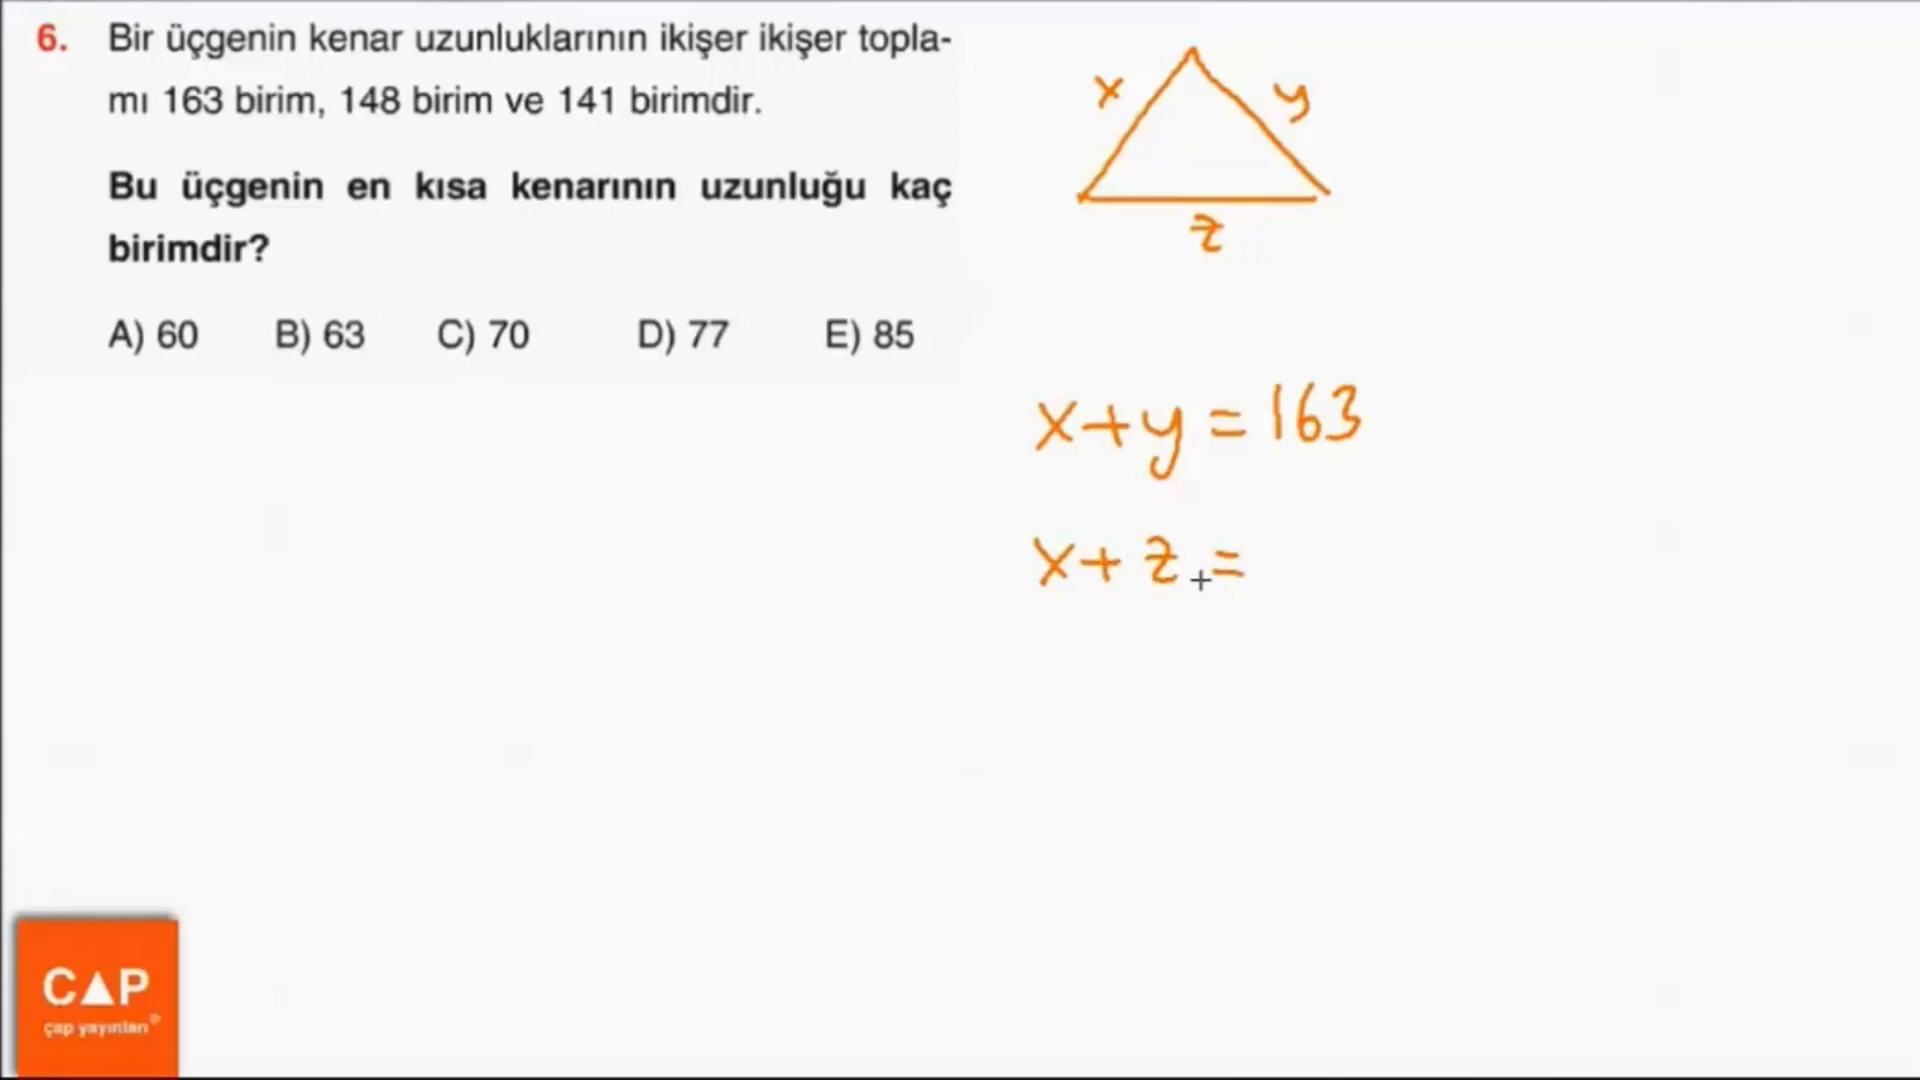 6. Bir üçgenin kenar uzunluklarının ikişer ikişer topla-
mı 163 birim, 148 birim ve 141 birimdir.
Bu üçgenin en kısa kenarının uzunluğu kaç
birimdir?
A) 60 B) 63 C) 70 D) 77 E) 85
x y
z
x+y = 163
x+z =
CAP
çap yayınları®